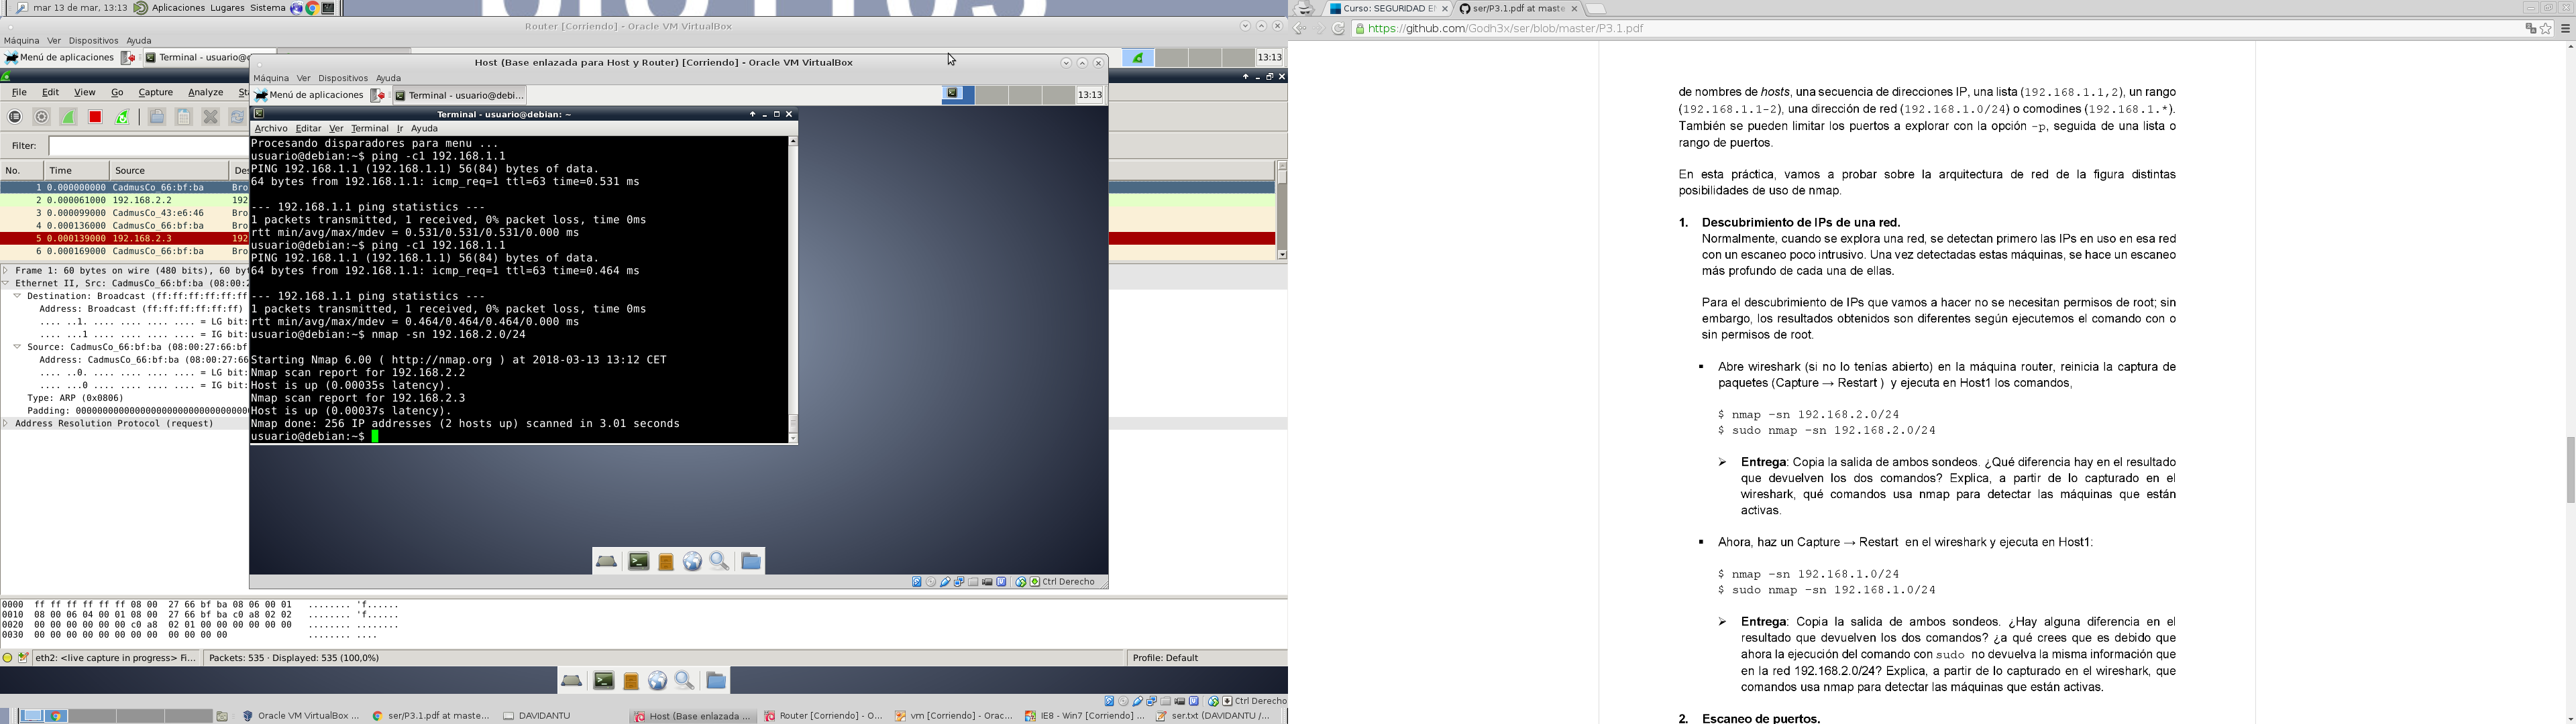 mar 13 de mar, 13:13 Aplicaciones Lugares Sistema
Router [Corriendo] - Oracle VM VirtualBox
Máquina Ver Dispositivos Ayuda
Menú de aplicaciones Terminal - usuario@d 13:13
File Edit View Go Capture Analyze St
Filter:
No. Time Source Des
1 0.000000000 CadmusCo_66:bf:ba Bro
2 0.000061000 192.168.2.2 192
3 0.000099000 CadmusCo_43:e6:46 Bro
4 0.000136000 CadmusCo_66:bf:ba Bro
5 0.000139000 192.168.2.3 192
6 0.000169000 CadmusCo_66:bf:ba Bro
Frame 1: 60 bytes on wire (480 bits), 60 byt
Ethernet II, Src: CadmusCo_66:bf:ba (08:00:2
Destination: Broadcast (ff:ff:ff:ff:ff:ff
Address: Broadcast (ff:ff:ff:ff:ff:ff)
.... ..1. .... .... .... .... = LG bit:
.... ...1 .... .... .... .... = IG bit:
Source: CadmusCo_66:bf:ba (08:00:27:66:bf
Address: CadmusCo_66:bf:ba (08:00:27:66
.... ..0. .... .... .... .... = LG bit:
.... ...0 .... .... .... .... = IG bit:
Type: ARP (0x0806)
Padding: 00000000000000000000000000000
Address Resolution Protocol (request)
0000 ff ff ff ff ff ff 08 00 27 66 bf ba 08 06 00 01 ........ 'f......
0010 08 00 06 04 00 01 08 00 27 66 bf ba c0 a8 02 02 ........ 'f......
0020 00 00 00 00 00 00 c0 a8 02 01 00 00 00 00 00 00 ........ ........
0030 00 00 00 00 00 00 00 00 00 00 00 00 ........ ....
eth2: <live capture in progress> Fi... Packets: 535 · Displayed: 535 (100,0%) Profile: Default
Ctrl Derecho
Host (Base enlazada para Host y Router) [Corriendo] - Oracle VM VirtualBox
Máquina Ver Dispositivos Ayuda
Menú de aplicaciones Terminal - usuario@debi... 13:13
Terminal - usuario@debian: ~
Archivo Editar Ver Terminal Ir Ayuda
Procesando disparadores para menu ...
usuario@debian:~$ ping -c1 192.168.1.1
PING 192.168.1.1 (192.168.1.1) 56(84) bytes of data.
64 bytes from 192.168.1.1: icmp_req=1 ttl=63 time=0.531 ms
--- 192.168.1.1 ping statistics ---
1 packets transmitted, 1 received, 0% packet loss, time 0ms
rtt min/avg/max/mdev = 0.531/0.531/0.531/0.000 ms
usuario@debian:~$ ping -c1 192.168.1.1
PING 192.168.1.1 (192.168.1.1) 56(84) bytes of data.
64 bytes from 192.168.1.1: icmp_req=1 ttl=63 time=0.464 ms
--- 192.168.1.1 ping statistics ---
1 packets transmitted, 1 received, 0% packet loss, time 0ms
rtt min/avg/max/mdev = 0.464/0.464/0.464/0.000 ms
usuario@debian:~$ nmap -sn 192.168.2.0/24
Starting Nmap 6.00 ( http://nmap.org ) at 2018-03-13 13:12 CET
Nmap scan report for 192.168.2.2
Host is up (0.00035s latency).
Nmap scan report for 192.168.2.3
Host is up (0.00037s latency).
Nmap done: 256 IP addresses (2 hosts up) scanned in 3.01 seconds
usuario@debian:~$
Ctrl Derecho
Oracle VM VirtualBox ... ser/P3.1.pdf at maste... DAVIDANTU Host (Base enlazada ... Router [Corriendo] - O... vm [Corriendo] - Orac... IE8 - Win7 [Corriendo] ... ser.txt (DAVIDANTU /...
Curso: SEGURIDAD EN ser/P3.1.pdf at maste
https://github.com/Godh3x/ser/blob/master/P3.1.pdf
de nombres de hosts, una secuencia de direcciones IP, una lista (192.168.1.1,2), un rango
(192.168.1.1-2), una dirección de red (192.168.1.0/24) o comodines (192.168.1.*).
También se pueden limitar los puertos a explorar con la opción -p, seguida de una lista o
rango de puertos.
En esta práctica, vamos a probar sobre la arquitectura de red de la figura distintas
posibilidades de uso de nmap.
1. Descubrimiento de IPs de una red.
Normalmente, cuando se explora una red, se detectan primero las IPs en uso en esa red
con un escaneo poco intrusivo. Una vez detectadas estas máquinas, se hace un escaneo
más profundo de cada una de ellas.
Para el descubrimiento de IPs que vamos a hacer no se necesitan permisos de root; sin
embargo, los resultados obtenidos son diferentes según ejecutemos el comando con o
sin permisos de root.
▪ Abre wireshark (si no lo tenías abierto) en la máquina router, reinicia la captura de
paquetes (Capture → Restart ) y ejecuta en Host1 los comandos,
$ nmap -sn 192.168.2.0/24
$ sudo nmap -sn 192.168.2.0/24
➢ Entrega: Copia la salida de ambos sondeos. ¿Qué diferencia hay en el resultado
que devuelven los dos comandos? Explica, a partir de lo capturado en el
wireshark, qué comandos usa nmap para detectar las máquinas que están
activas.
▪ Ahora, haz un Capture → Restart en el wireshark y ejecuta en Host1:
$ nmap -sn 192.168.1.0/24
$ sudo nmap -sn 192.168.1.0/24
➢ Entrega: Copia la salida de ambos sondeos. ¿Hay alguna diferencia en el
resultado que devuelven los dos comandos? ¿a qué crees que es debido que
ahora la ejecución del comando con sudo no devuelva la misma información que
en la red 192.168.2.0/24? Explica, a partir de lo capturado en el wireshark, que
comandos usa nmap para detectar las máquinas que están activas.
2. Escaneo de puertos.